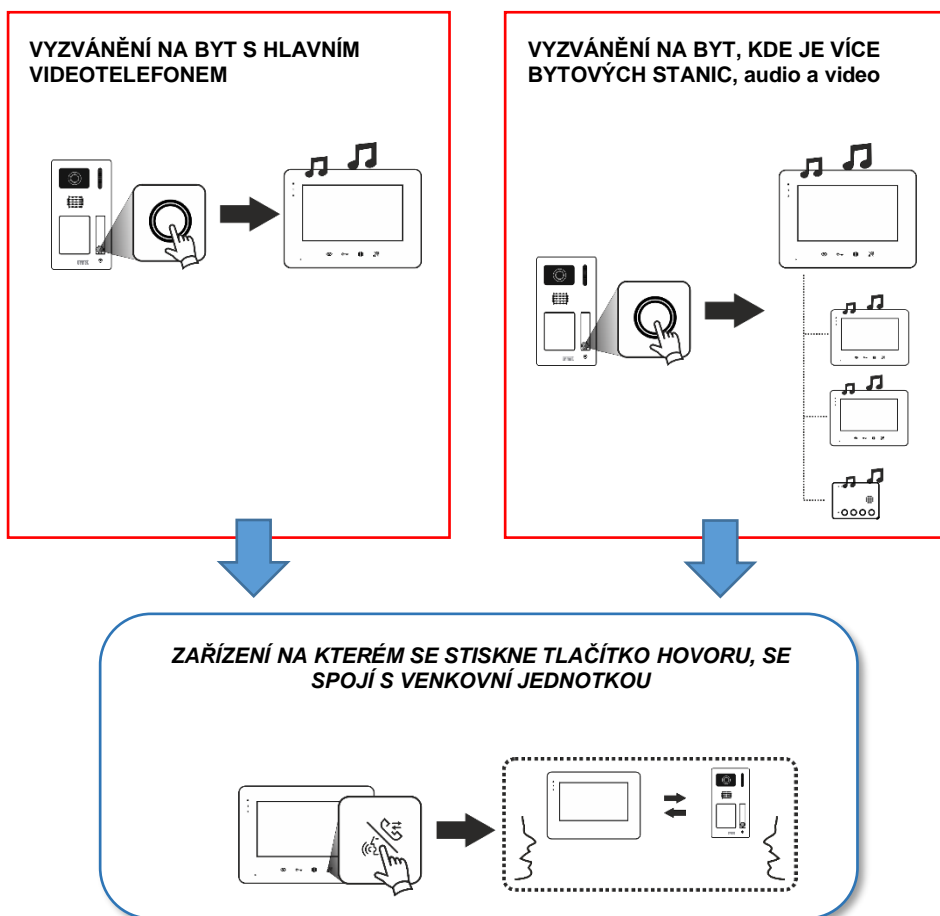 VYZVÁNĚNÍ NA BYT S HLAVNÍM
VIDEOTELEFONEM
VYZVÁNĚNÍ NA BYT, KDE JE VÍCE
BYTOVÝCH STANIC, audio a video
ZAŘÍZENÍ NA KTERÉM SE STISKNE TLAČÍTKO HOVORU, SE
SPOJÍ S VENKOVNÍ JEDNOTKOU